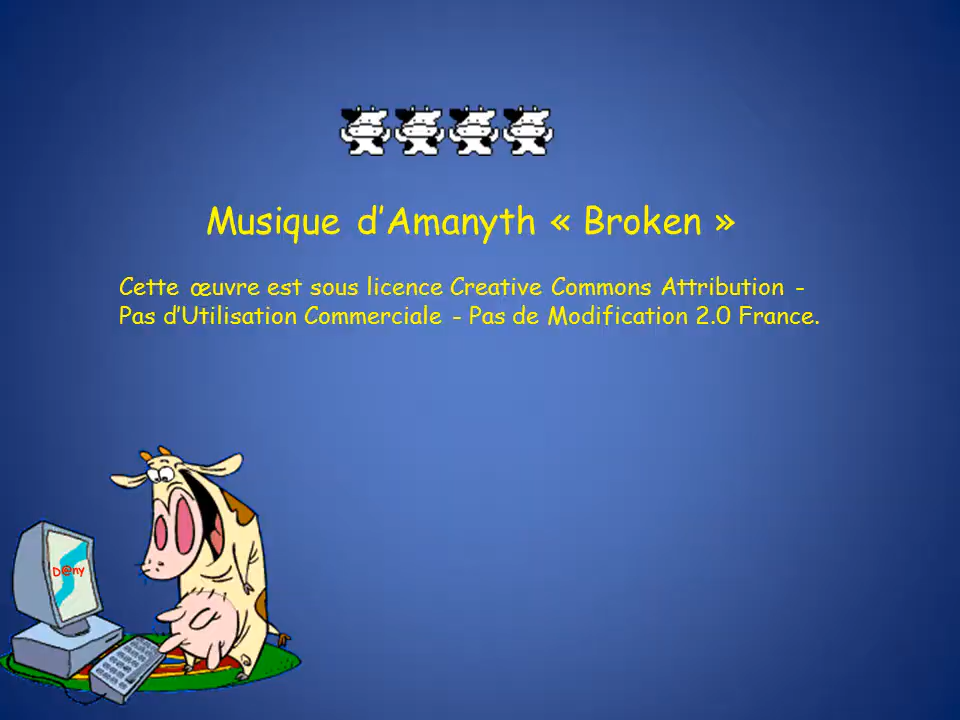 Musique d’Amanyth « Broken »
Cette œuvre est sous licence Creative Commons Attribution -
Pas d’Utilisation Commerciale - Pas de Modification 2.0 France.
D@ny